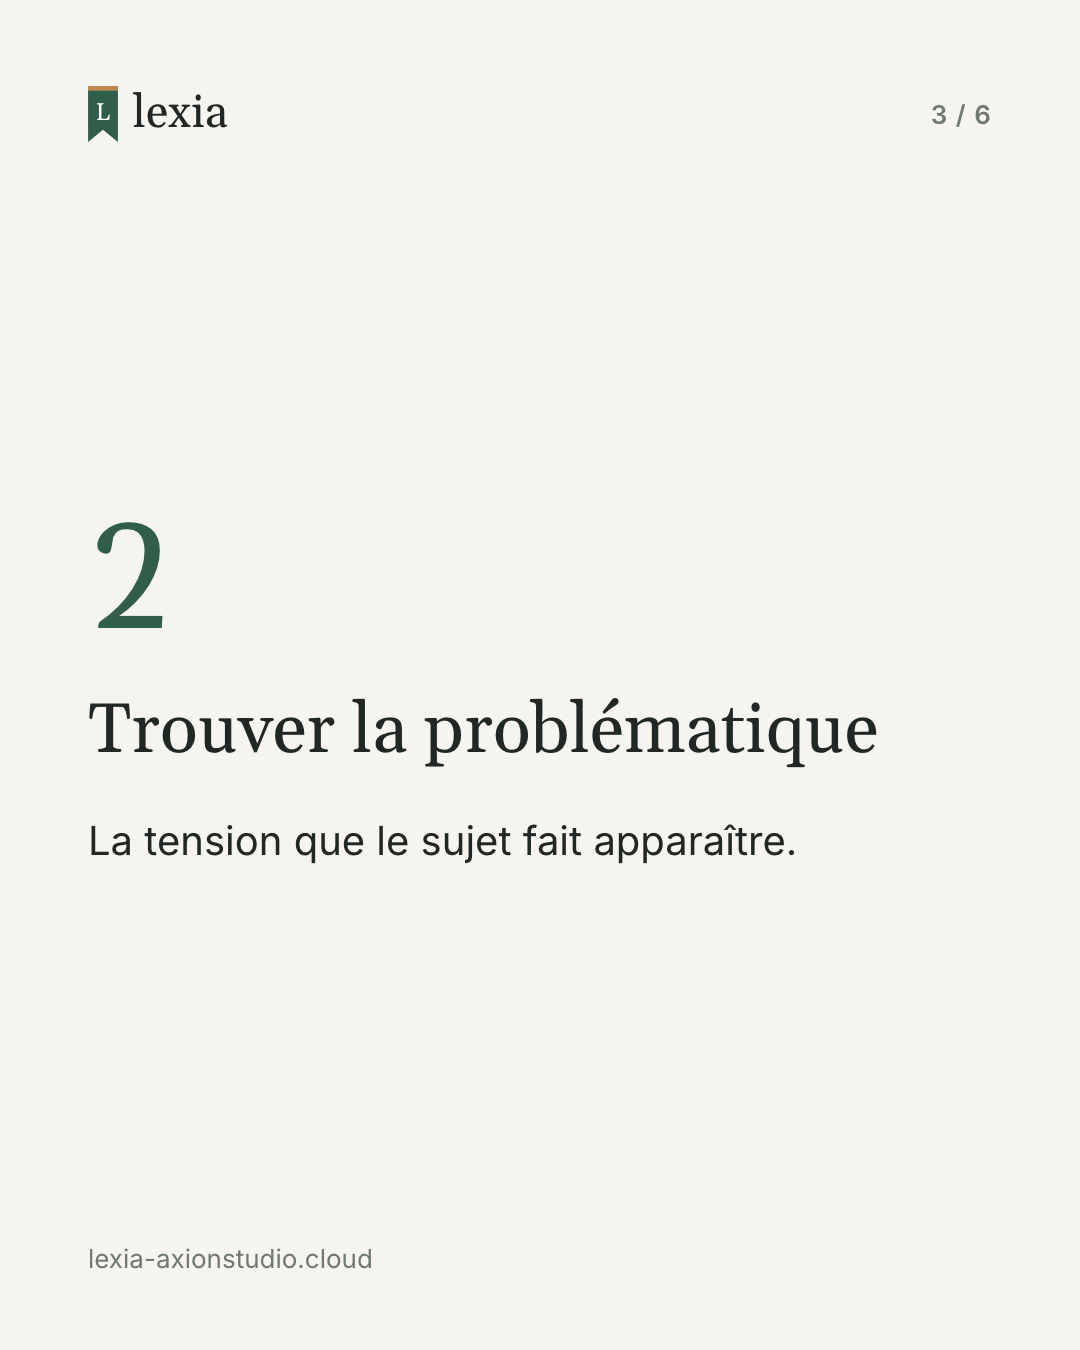 L lexia
3 / 6
2
Trouver la problématique
La tension que le sujet fait apparaître.
lexia-axionstudio.cloud